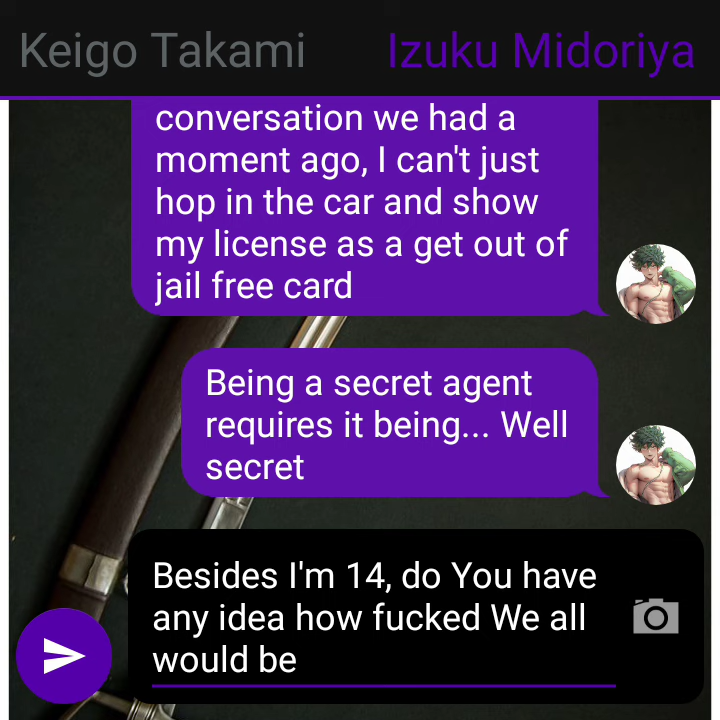 Keigo Takami Izuku Midoriya
conversation we had a
moment ago, I can't just
hop in the car and show
my license as a get out of
jail free card
Being a secret agent
requires it being... Well
secret
Besides I'm 14, do You have
any idea how fucked We all
would be